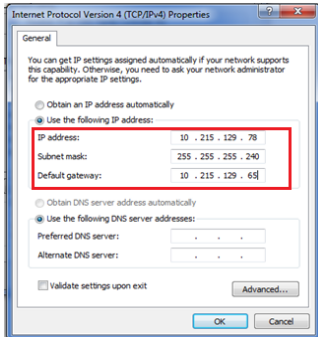 Internet Protocol Version 4 (TCP/IPv4) Properties
General
You can get IP settings assigned automatically if your network supports
this capability. Otherwise, you need to ask your network administrator
for the appropriate IP settings.
Obtain an IP address automatically
Use the following IP address:
IP address: 10 . 215 . 129 . 78
Subnet mask: 255 . 255 . 255 . 240
Default gateway: 10 . 215 . 129 . 65
Obtain DNS server address automatically
Use the following DNS server addresses:
Preferred DNS server: . . .
Alternate DNS server: . . .
Validate settings upon exit
Advanced...
OK Cancel